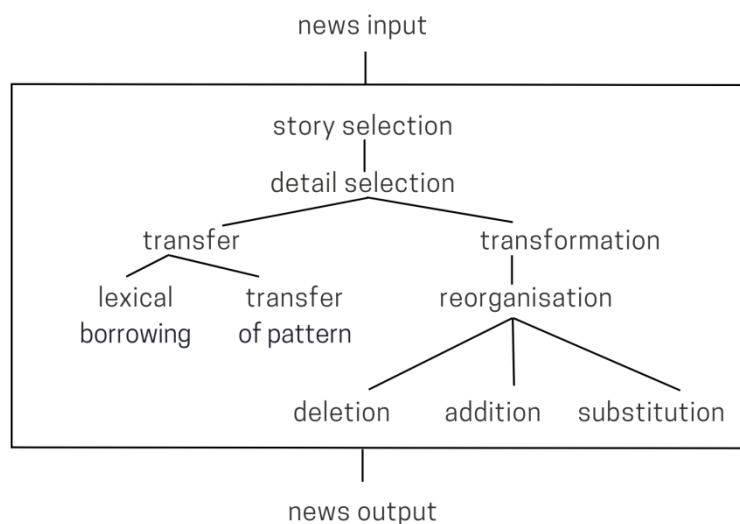 news input
story selection
detail selection
transfer
transformation
lexical
borrowing
transfer
of pattern
reorganisation
deletion
addition
substitution
news output